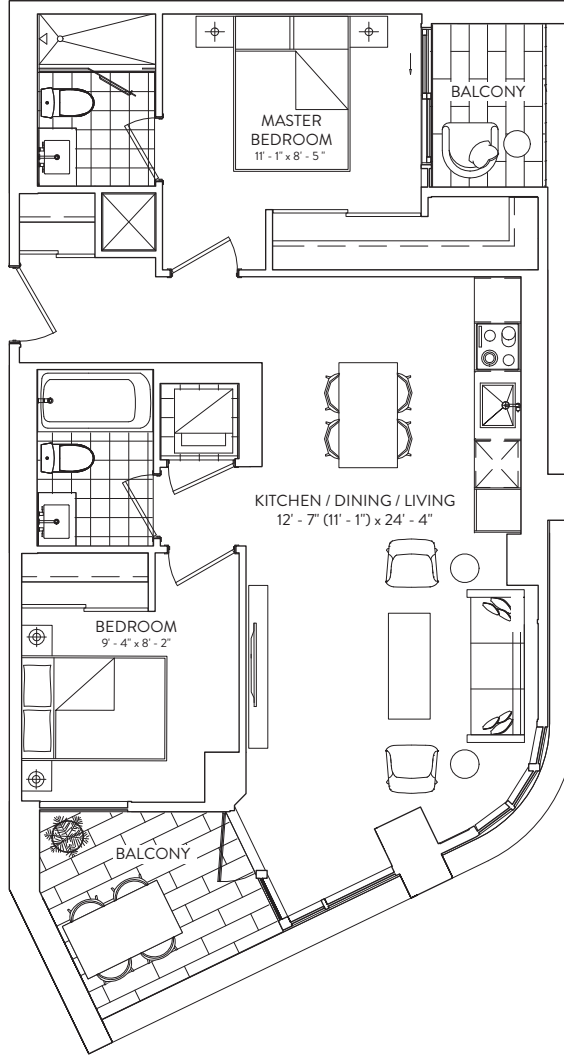 BALCONY
MASTER
BEDROOM
11' - 1" x 8' - 5"
KITCHEN / DINING / LIVING
12' - 7" (11' - 1") x 24' - 4"
BEDROOM
9' - 4" x 8' - 2"
BALCONY